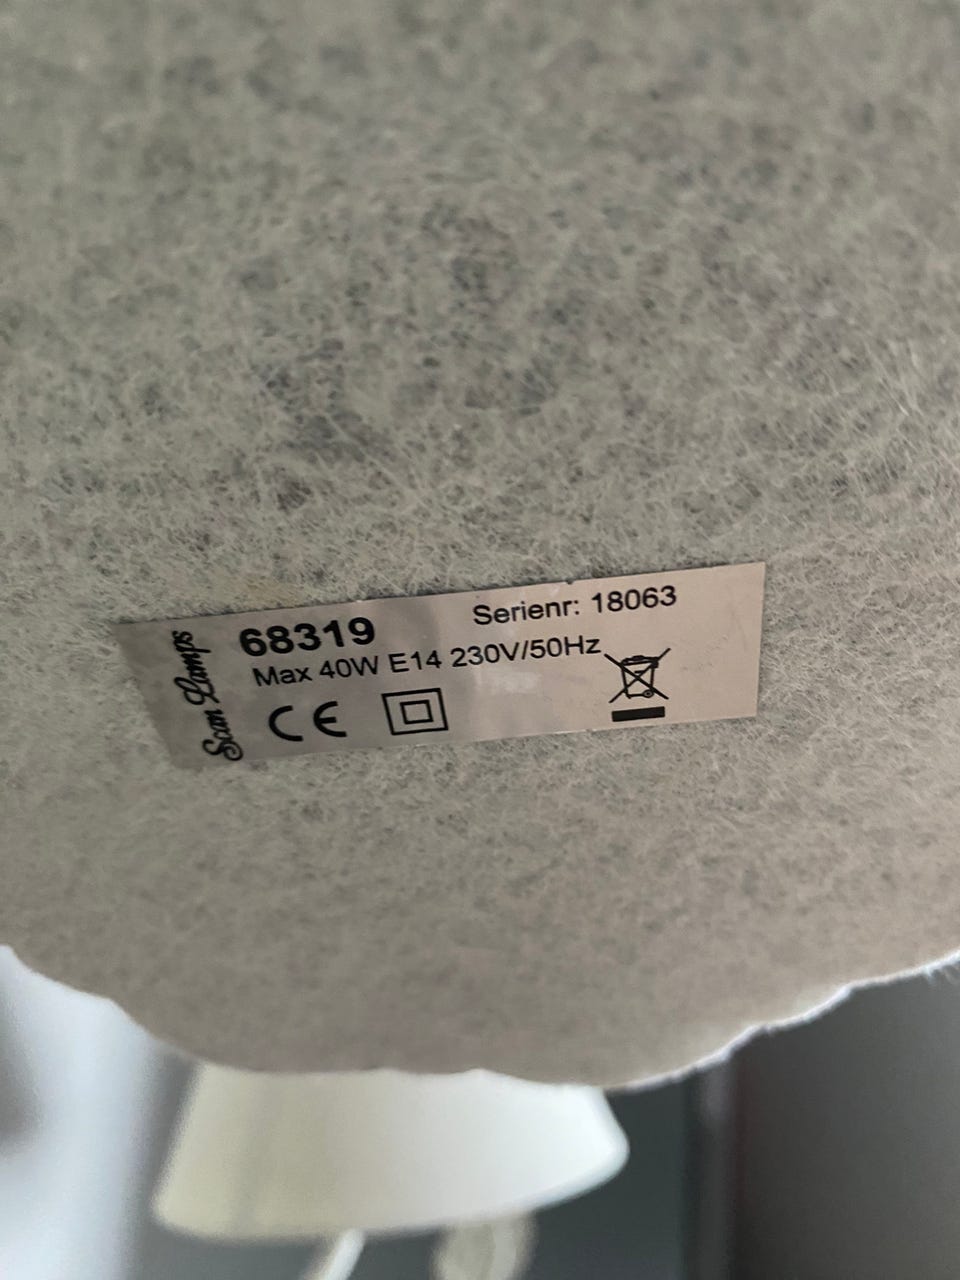 Scan Lamps
68319
Serienr: 18063
Max 40W E14 230V/50Hz
CE